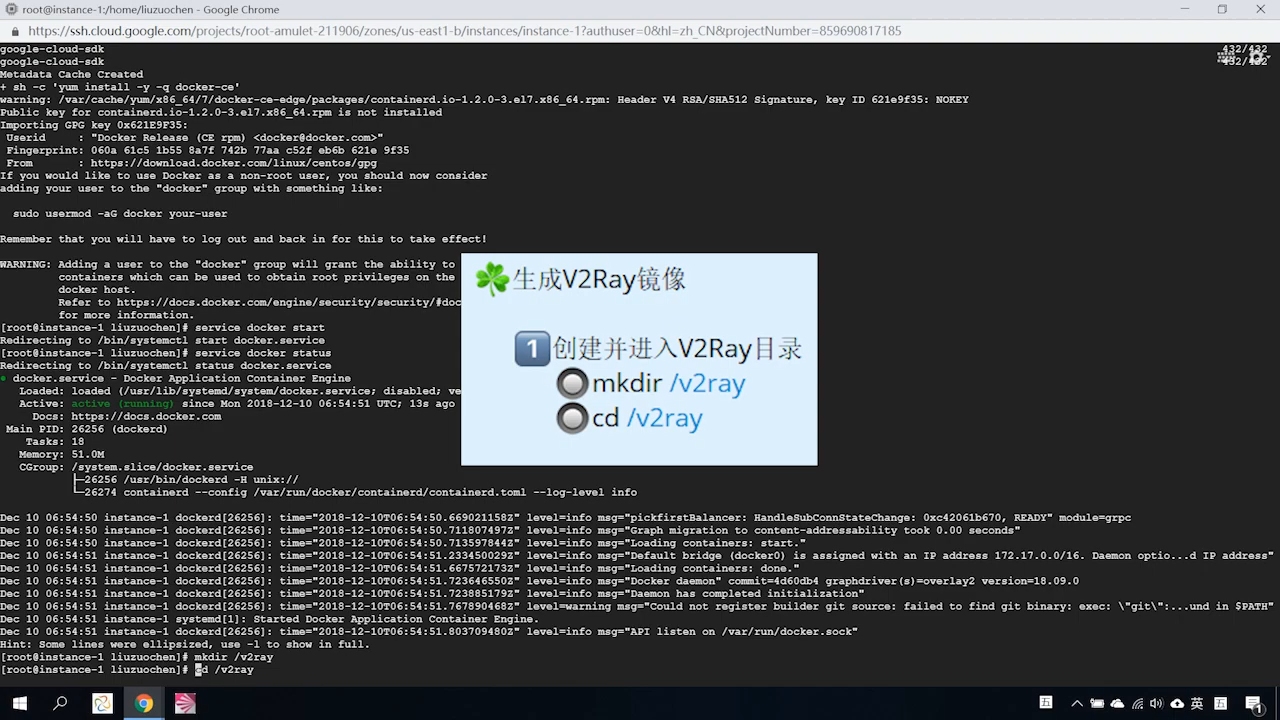 root@instance-1:/home/liuzuochen - Google Chrome
https://ssh.cloud.google.com/projects/root-amulet-211906/zones/us-east1-b/instances/instance-1?authuser=0&hl=zh_CN&projectNumber=859690817185
google-cloud-sdk 432/432
google-cloud-sdk 432/432
Metadata Cache Created
+ sh -c 'yum install -y -q docker-ce'
warning: /var/cache/yum/x86_64/7/docker-ce-edge/packages/containerd.io-1.2.0-3.el7.x86_64.rpm: Header V4 RSA/SHA512 Signature, key ID 621e9f35: NOKEY
Public key for containerd.io-1.2.0-3.el7.x86_64.rpm is not installed
Importing GPG key 0x621E9F35:
Userid     : "Docker Release (CE rpm) <docker@docker.com>"
Fingerprint: 060a 61c5 1b55 8a7f 742b 77aa c52f eb6b 621e 9f35
From       : https://download.docker.com/linux/centos/gpg
If you would like to use Docker as a non-root user, you should now consider
adding your user to the "docker" group with something like:
sudo usermod -aG docker your-user
Remember that you will have to log out and back in for this to take effect!
WARNING: Adding a user to the "docker" group will grant the ability to
containers which can be used to obtain root privileges on the
docker host.
Refer to https://docs.docker.com/engine/security/security/#doc
for more information.
[root@instance-1 liuzuochen]# service docker start
Redirecting to /bin/systemctl start docker.service
[root@instance-1 liuzuochen]# service docker status
Redirecting to /bin/systemctl status docker.service
● docker.service - Docker Application Container Engine
Loaded: loaded (/usr/lib/systemd/system/docker.service; disabled; ve
Active: active (running) since Mon 2018-12-10 06:54:51 UTC; 13s ago
Docs: https://docs.docker.com
Main PID: 26256 (dockerd)
Tasks: 18
Memory: 51.0M
CGroup: /system.slice/docker.service
├─26256 /usr/bin/dockerd -H unix://
└─26274 containerd --config /var/run/docker/containerd/containerd.toml --log-level info
Dec 10 06:54:50 instance-1 dockerd[26256]: time="2018-12-10T06:54:50.669021158Z" level=info msg="pickfirstBalancer: HandleSubConnStateChange: 0xc42061b670, READY" module=grpc
Dec 10 06:54:50 instance-1 dockerd[26256]: time="2018-12-10T06:54:50.711807497Z" level=info msg="Graph migration to content-addressability took 0.00 seconds"
Dec 10 06:54:50 instance-1 dockerd[26256]: time="2018-12-10T06:54:50.713597844Z" level=info msg="Loading containers: start."
Dec 10 06:54:51 instance-1 dockerd[26256]: time="2018-12-10T06:54:51.233450029Z" level=info msg="Default bridge (docker0) is assigned with an IP address 172.17.0.0/16. Daemon optio...d IP address"
Dec 10 06:54:51 instance-1 dockerd[26256]: time="2018-12-10T06:54:51.667572173Z" level=info msg="Loading containers: done."
Dec 10 06:54:51 instance-1 dockerd[26256]: time="2018-12-10T06:54:51.723646550Z" level=info msg="Docker daemon" commit=4d60db4 graphdriver(s)=overlay2 version=18.09.0
Dec 10 06:54:51 instance-1 dockerd[26256]: time="2018-12-10T06:54:51.723885179Z" level=info msg="Daemon has completed initialization"
Dec 10 06:54:51 instance-1 dockerd[26256]: time="2018-12-10T06:54:51.767890468Z" level=warning msg="Could not register builder git source: failed to find git binary: exec: \"git\":...und in $PATH"
Dec 10 06:54:51 instance-1 systemd[1]: Started Docker Application Container Engine.
Dec 10 06:54:51 instance-1 dockerd[26256]: time="2018-12-10T06:54:51.803709480Z" level=info msg="API listen on /var/run/docker.sock"
Hint: Some lines were ellipsized, use -l to show in full.
[root@instance-1 liuzuochen]# mkdir /v2ray
[root@instance-1 liuzuochen]# cd /v2ray
生成V2Ray镜像
1 创建并进入V2Ray目录
mkdir /v2ray
cd /v2ray
五 英 五 1